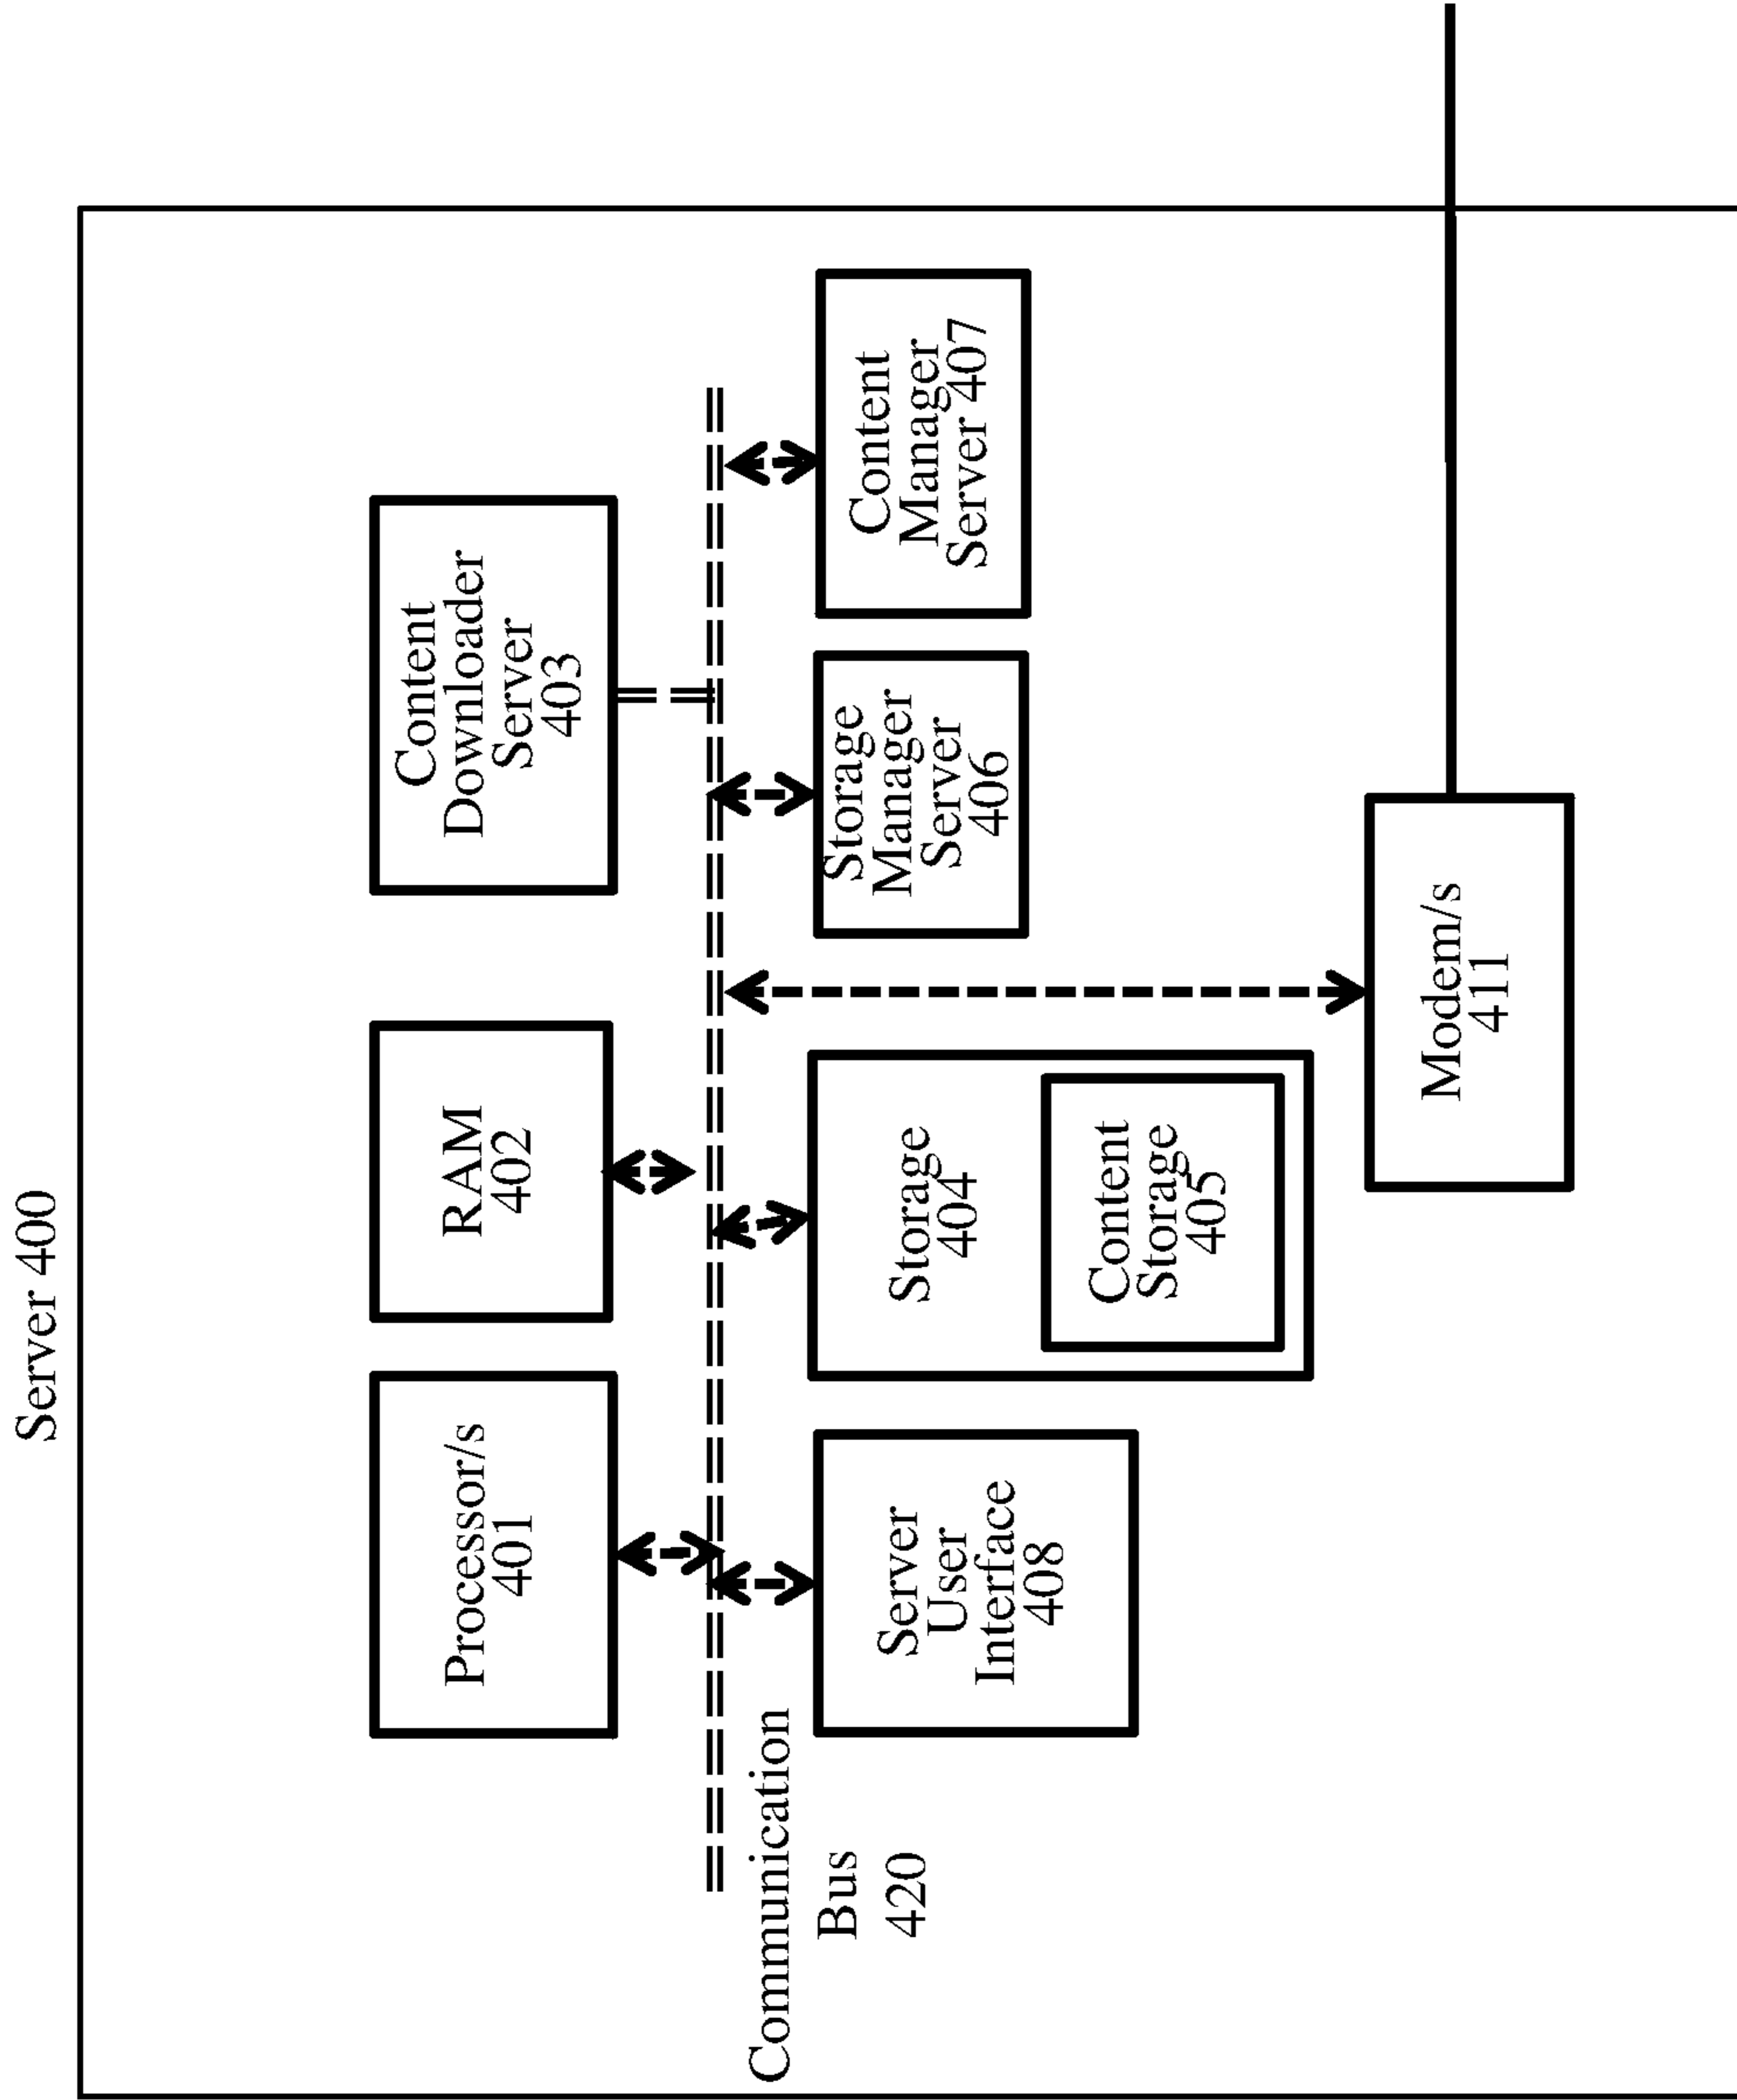 Server 400
Processor/s
401
RAM
402
Content
Downloader
Server
403
Communication
Bus
420
Server
User
Interface
408
Storage
404
Content
Storage
405
Storage
Manager
Server
406
Content
Manager
Server 407
Modem/s
411